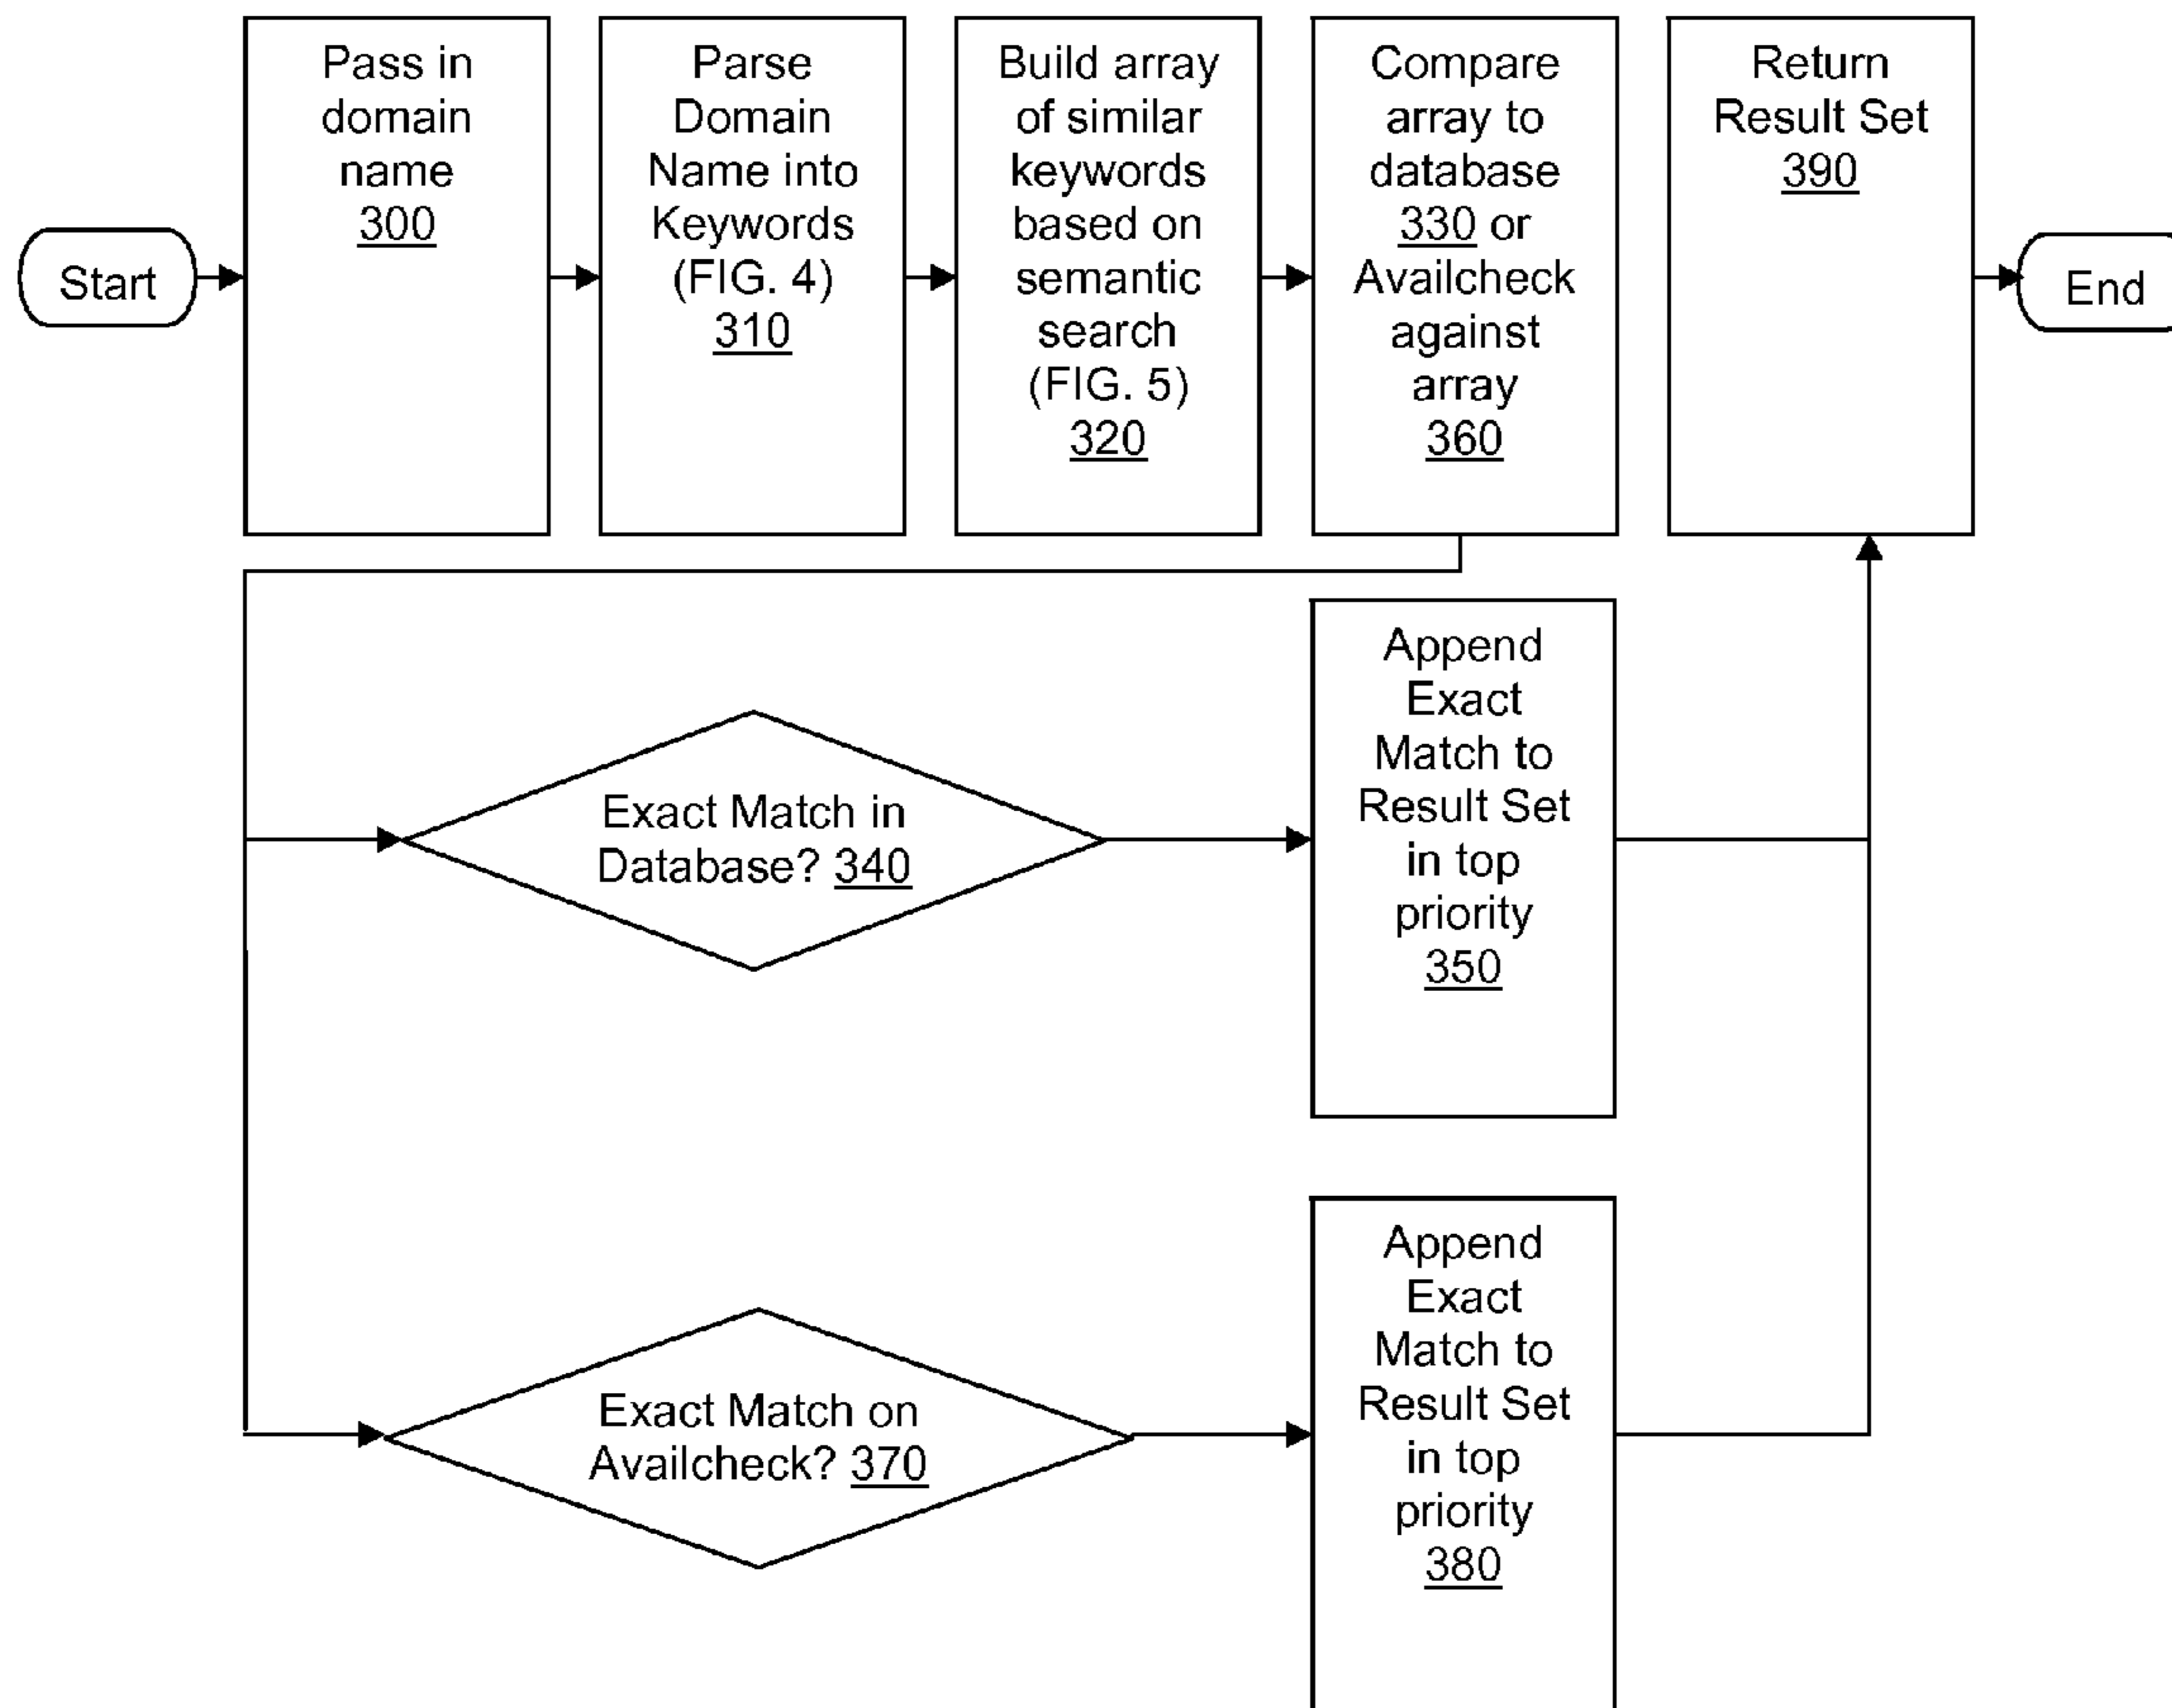 Start
Pass in
domain
name
300
Parse
Domain
Name into
Keywords
(FIG. 4)
310
Build array
of similar
keywords
based on
semantic
search
(FIG. 5)
320
Compare
array to
database
330 or
Availcheck
against
array
360
Return
Result Set
390
End
Exact Match in
Database? 340
Append
Exact
Match to
Result Set
in top
priority
350
Exact Match on
Availcheck? 370
Append
Exact
Match to
Result Set
in top
priority
380